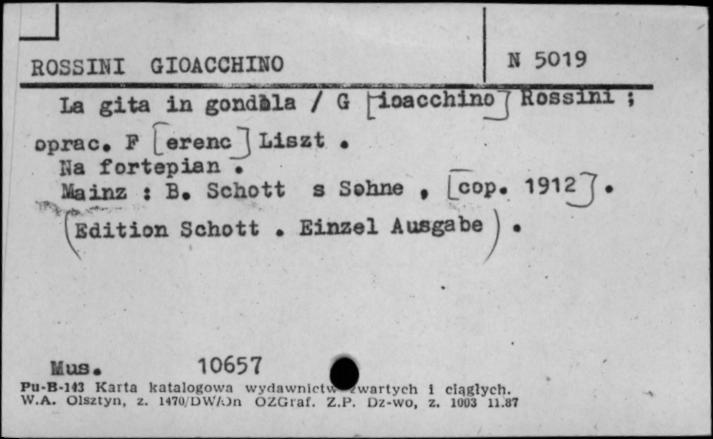 ROSSINI GIOACCHINO
N 5019
La gita in gondola / G [ioacchino] Rossini ;
oprac. F [erenc] Liszt .
Na fortepian .
Mainz : B. Schott s Sohne , [cop. 1912] .
(Edition Schott . Einzel Ausgabe) .
Mus. 10657
Pu-B-143 Karta katalogowa wydawnictw zwartych i ciągłych.
W.A. Olsztyn, z. 1470/DW/On OZGraf. Z.P. Dz-wo, z. 1003 11.87